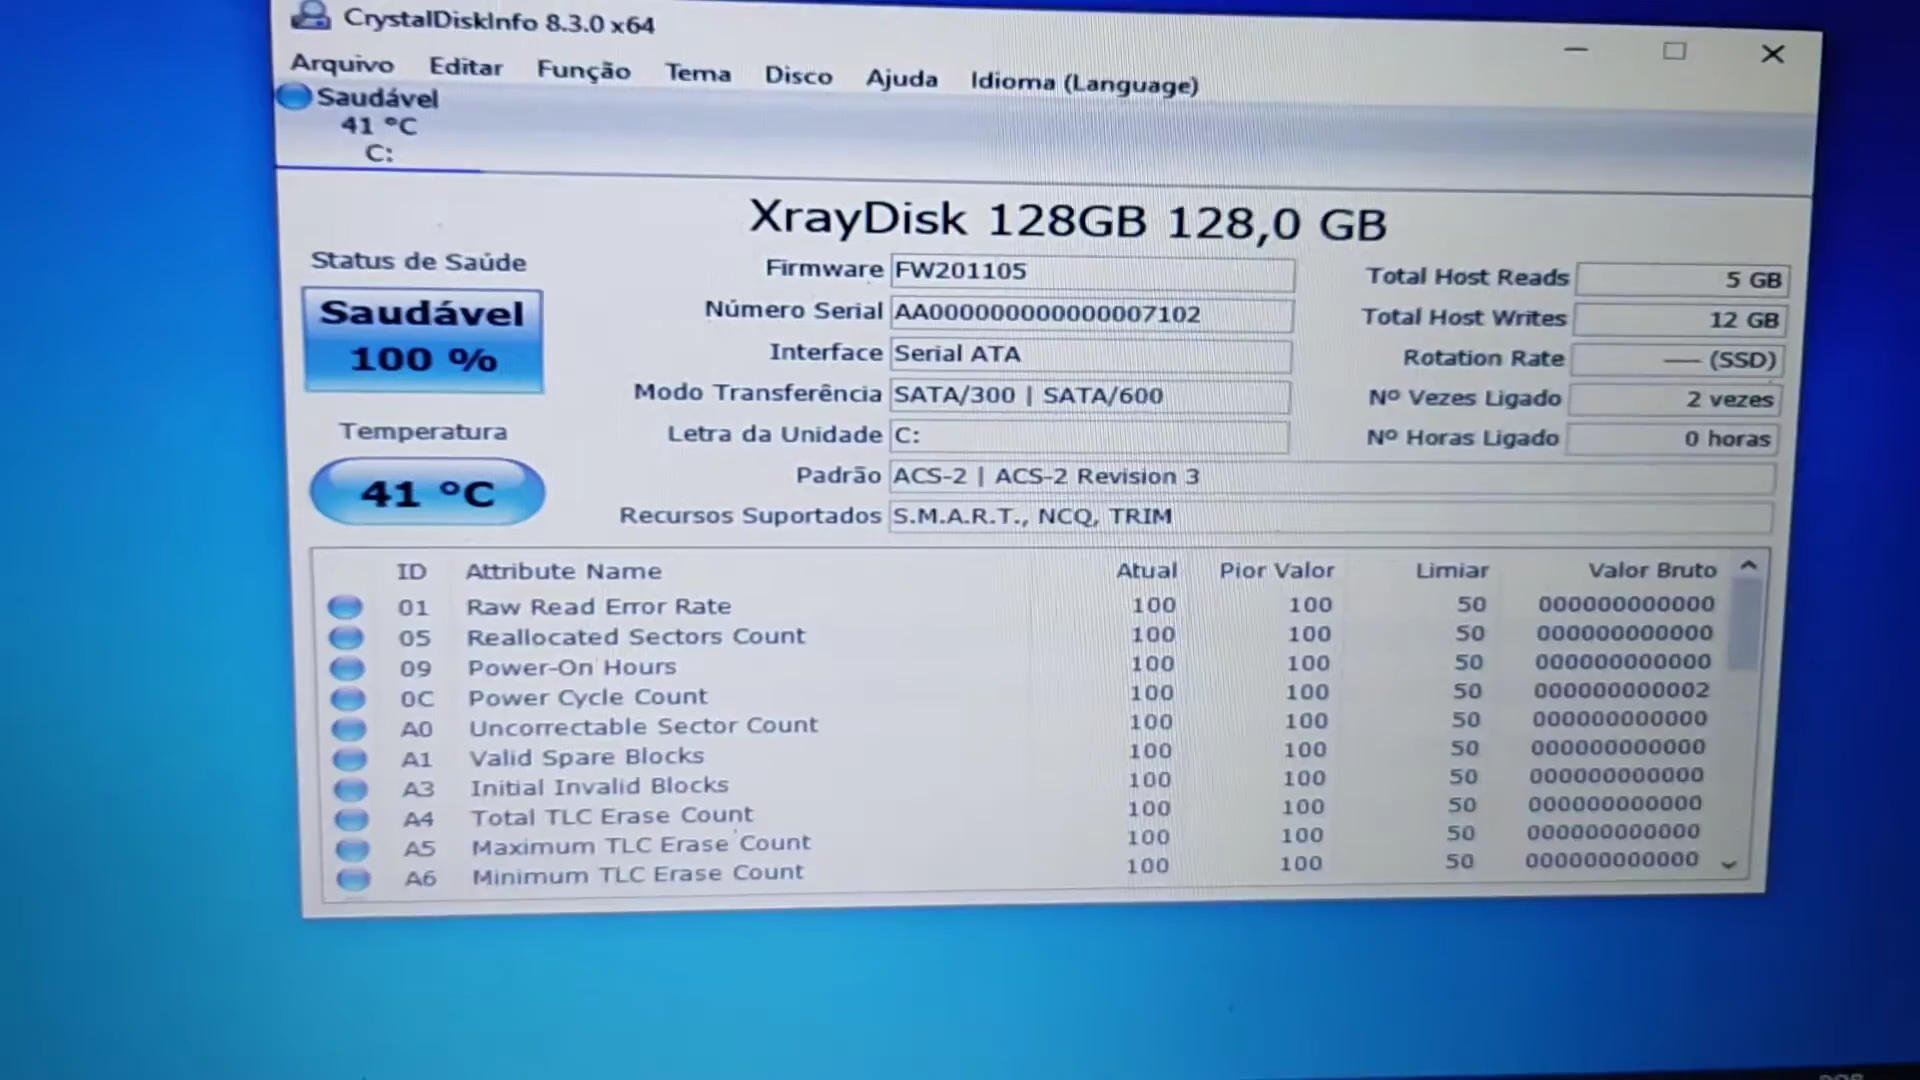 CrystalDiskInfo 8.3.0 x64
Arquivo Editar Função Tema Disco Ajuda Idioma (Language)
Saudável
41 °C
C:
XrayDisk 128GB 128,0 GB
Status de Saúde
Saudável
100 %
Temperatura
41 °C
Firmware FW201105
Número Serial AA000000000000007102
Interface Serial ATA
Modo Transferência SATA/300 | SATA/600
Letra da Unidade C:
Padrão ACS-2 | ACS-2 Revision 3
Recursos Suportados S.M.A.R.T., NCQ, TRIM
Total Host Reads 5 GB
Total Host Writes 12 GB
Rotation Rate ---- (SSD)
Nº Vezes Ligado 2 vezes
Nº Horas Ligado 0 horas
ID Attribute Name Atual Pior Valor Limiar Valor Bruto
01 Raw Read Error Rate 100 100 50 000000000000
05 Reallocated Sectors Count 100 100 50 000000000000
09 Power-On Hours 100 100 50 000000000000
0C Power Cycle Count 100 100 50 000000000002
A0 Uncorrectable Sector Count 100 100 50 000000000000
A1 Valid Spare Blocks 100 100 50 000000000000
A3 Initial Invalid Blocks 100 100 50 000000000000
A4 Total TLC Erase Count 100 100 50 000000000000
A5 Maximum TLC Erase Count 100 100 50 000000000000
A6 Minimum TLC Erase Count 100 100 50 000000000000